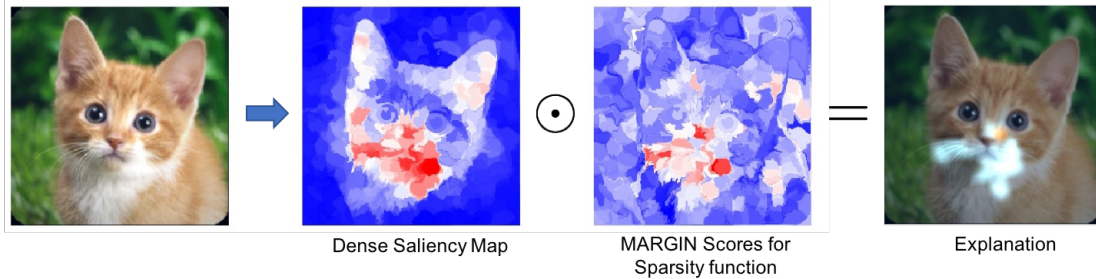 Dense Saliency Map
MARGIN Scores for
Sparsity function
Explanation